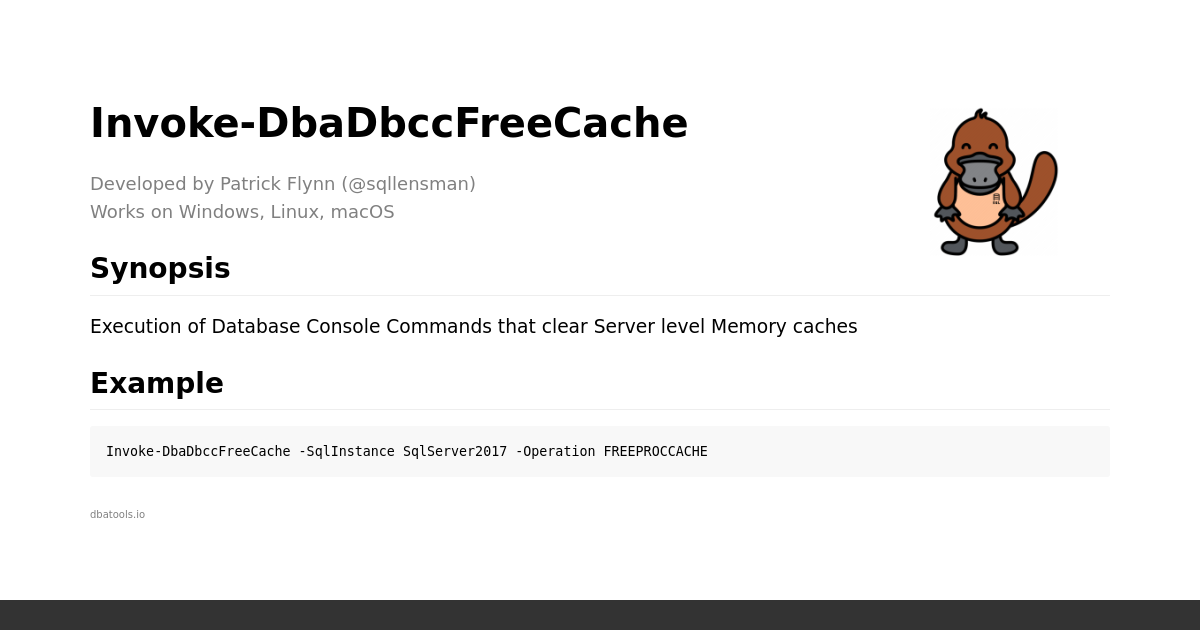 Invoke-DbaDbccFreeCache
Developed by Patrick Flynn (@sqllensman)
Works on Windows, Linux, macOS
Synopsis
Execution of Database Console Commands that clear Server level Memory caches
Example
Invoke-DbaDbccFreeCache -SqlInstance SqlServer2017 -Operation FREEPROCCACHE
dbatools.io